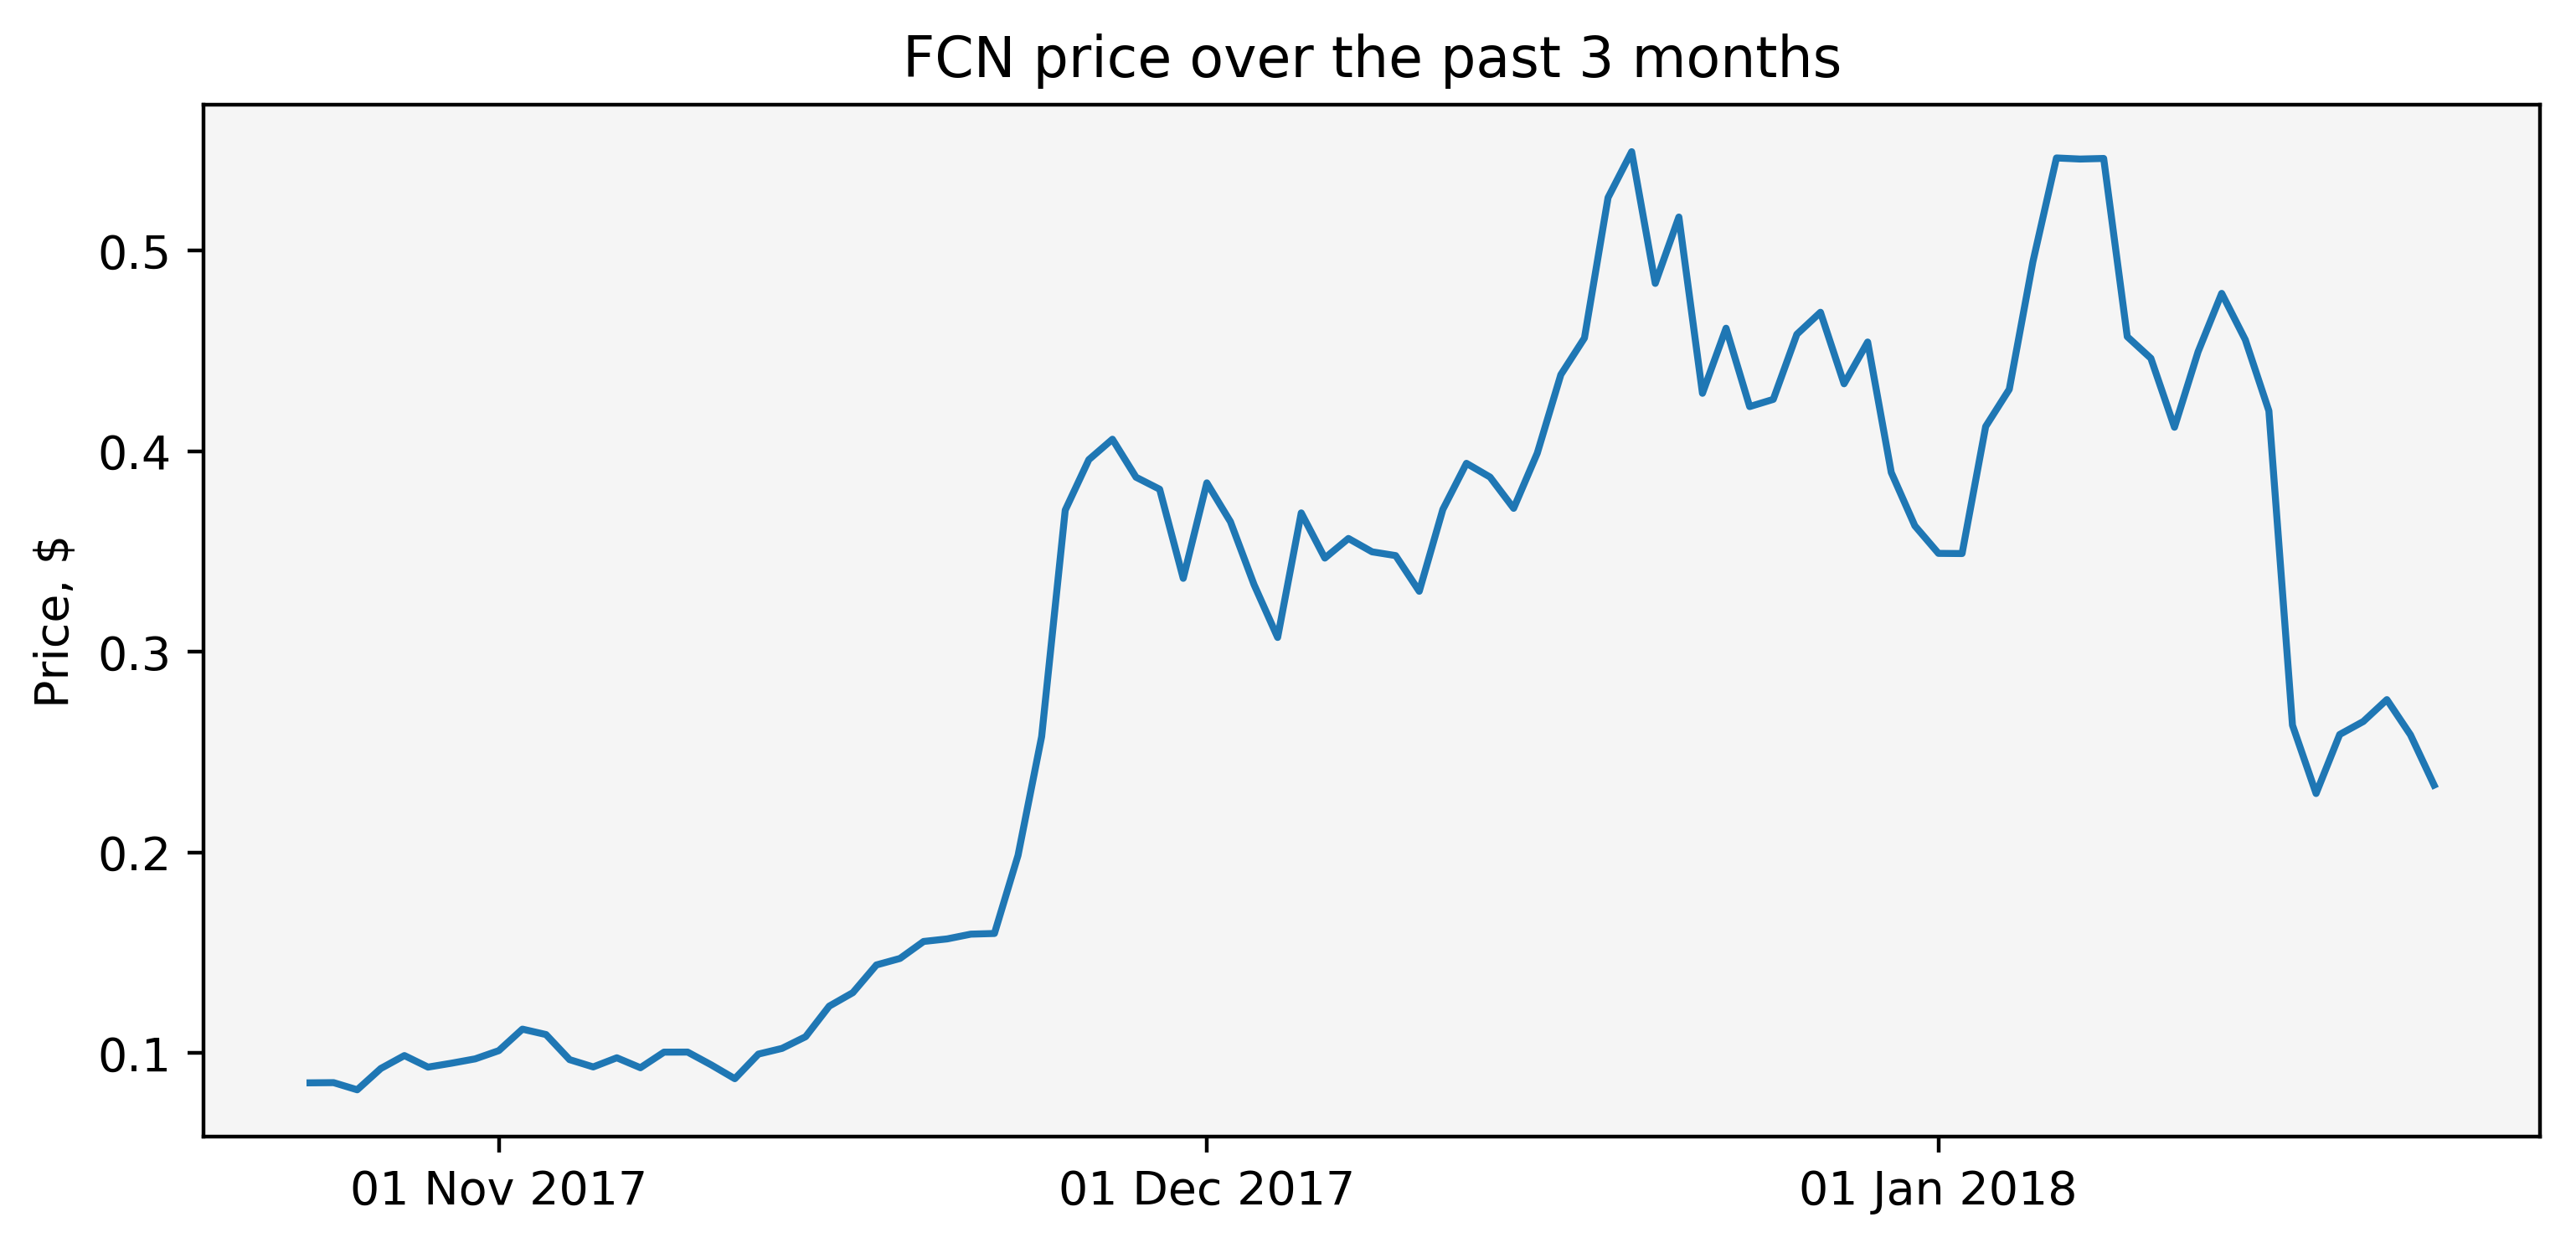 FCN price over the past 3 months
Price, $
0.5
0.4
0.3
0.2
0.1
01 Nov 2017
01 Dec 2017
01 Jan 2018